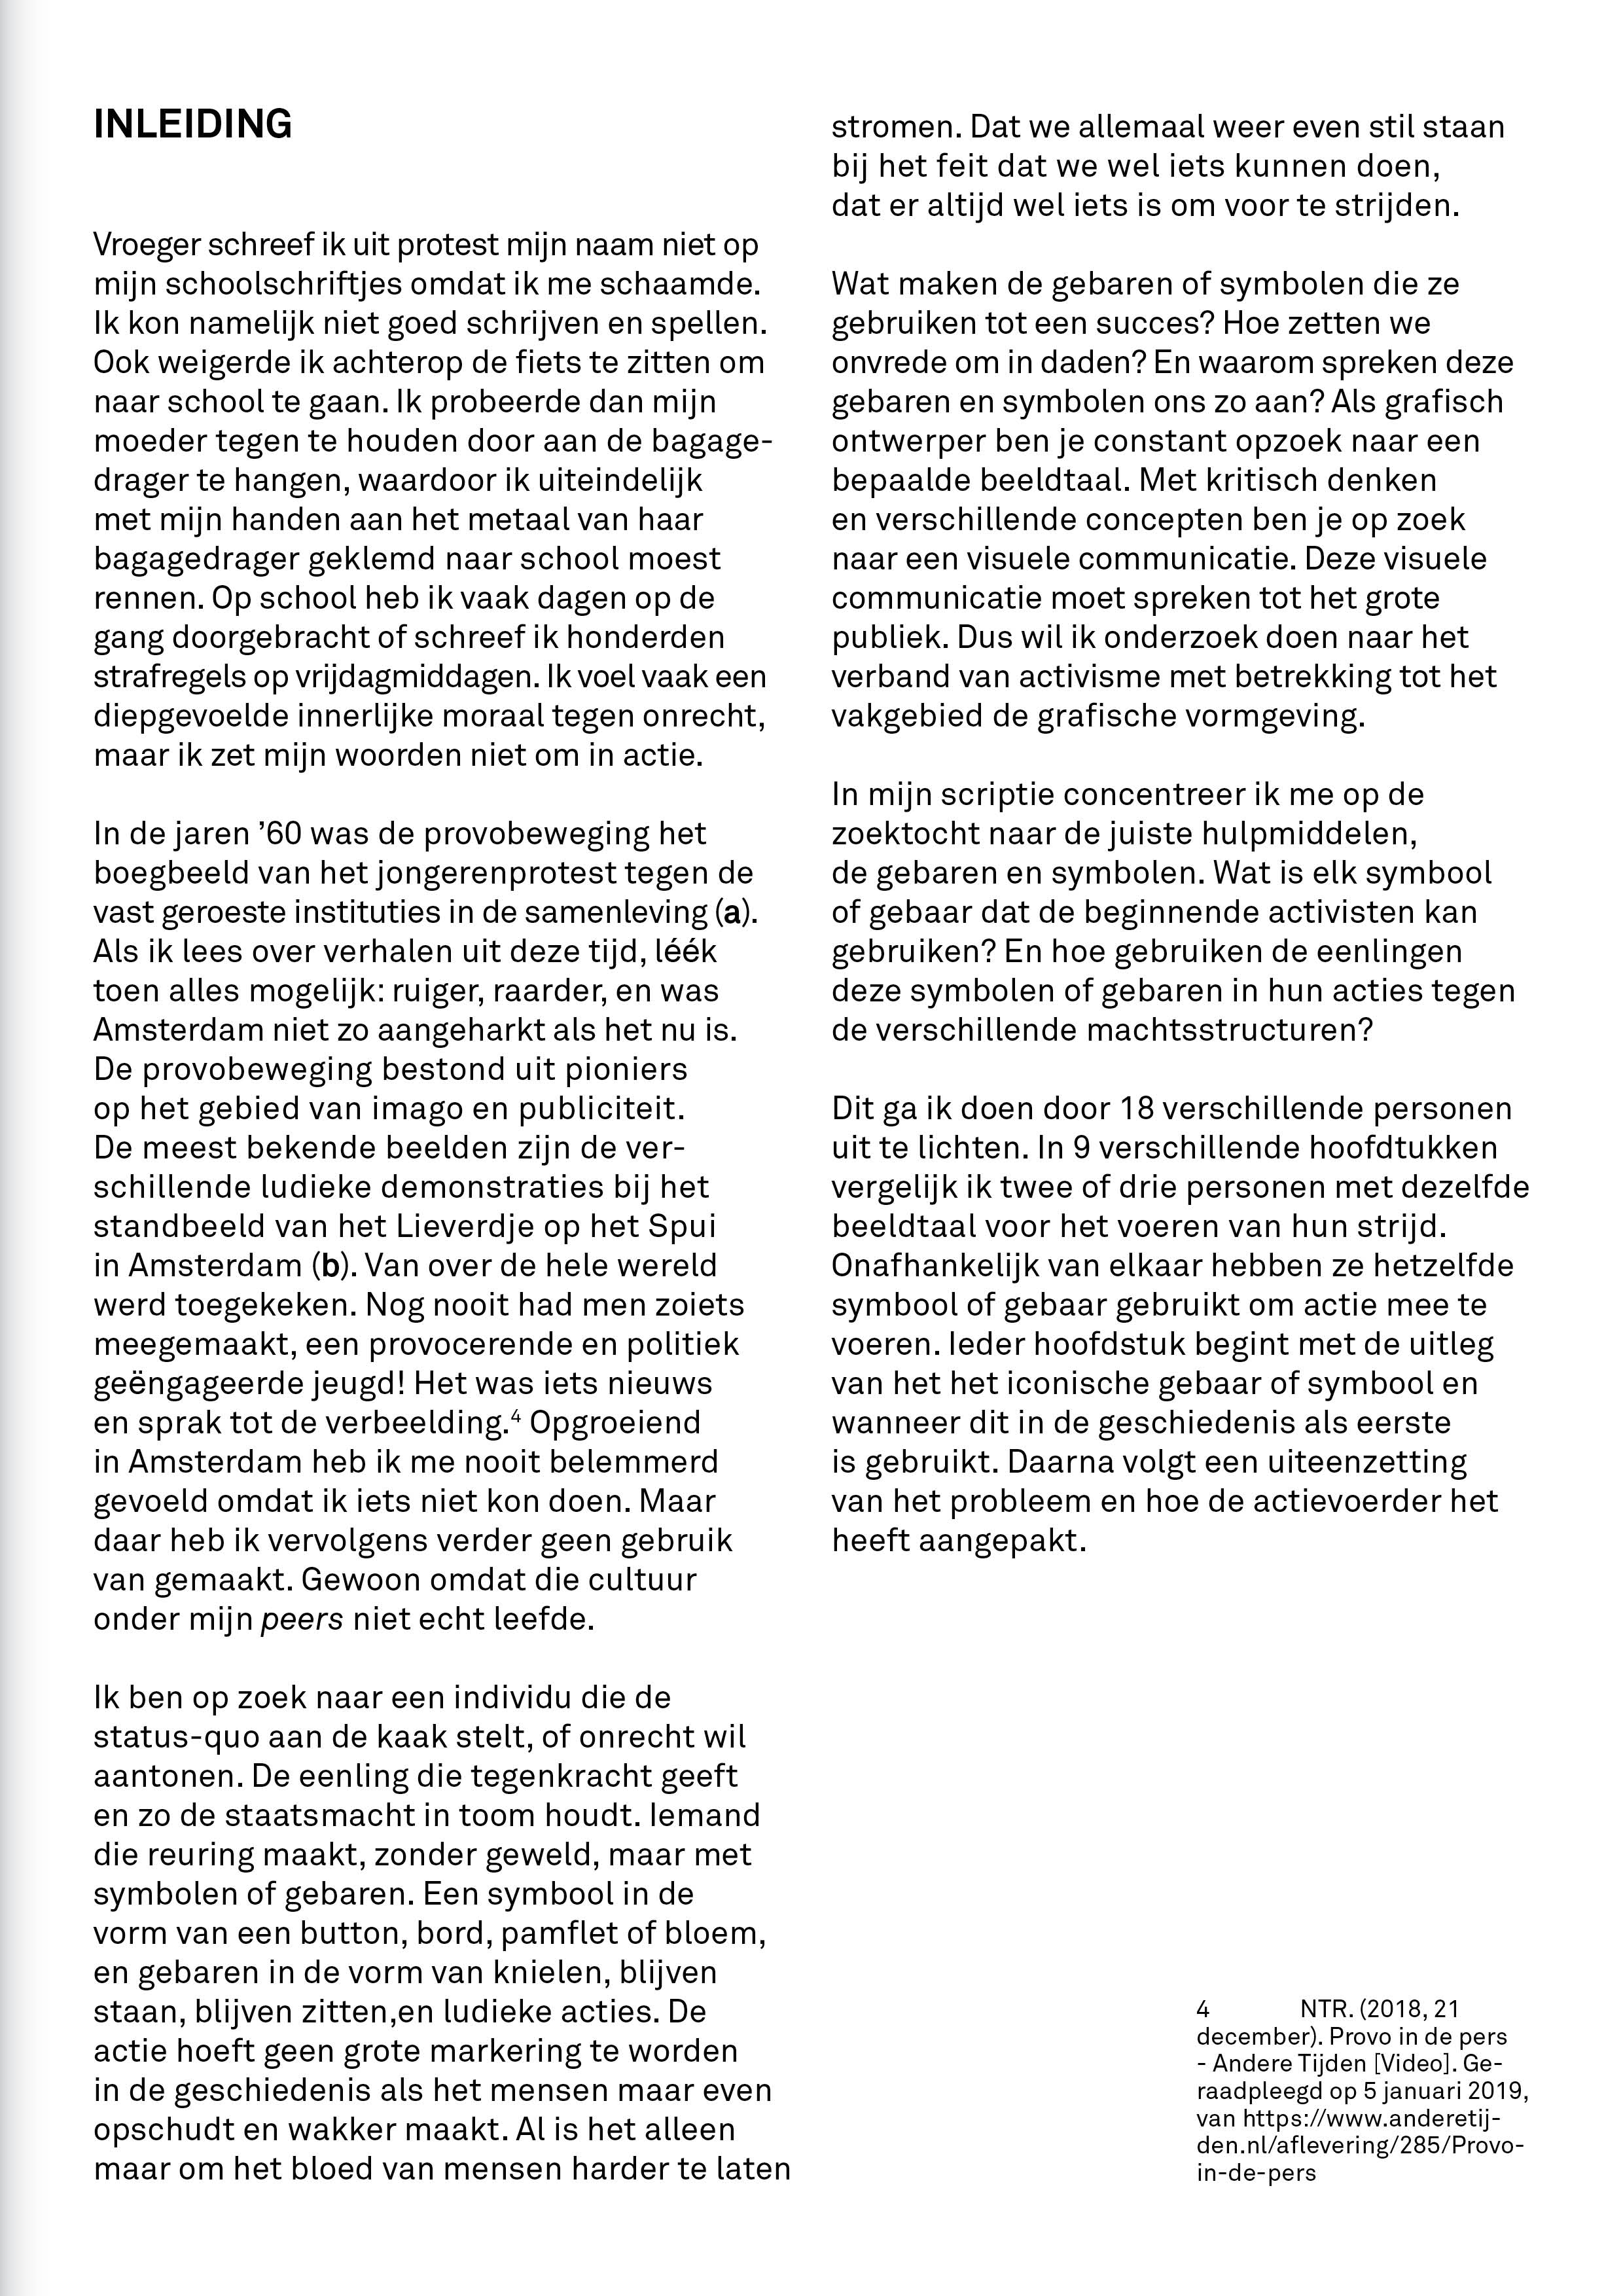 INLEIDING
Vroeger schreef ik uit protest mijn naam niet op
mijn schoolschriftjes omdat ik me schaamde.
Ik kon namelijk niet goed schrijven en spellen.
Ook weigerde ik achterop de fiets te zitten om
naar school te gaan. Ik probeerde dan mijn
moeder tegen te houden door aan de bagage-
drager te hangen, waardoor ik uiteindelijk
met mijn handen aan het metaal van haar
bagagedrager geklemd naar school moest
rennen. Op school heb ik vaak dagen op de
gang doorgebracht of schreef ik honderden
strafregels op vrijdagmiddagen. Ik voel vaak een
diepgevoelde innerlijke moraal tegen onrecht,
maar ik zet mijn woorden niet om in actie.
In de jaren ’60 was de provobeweging het
boegbeeld van het jongerenprotest tegen de
vast geroeste instituties in de samenleving (a).
Als ik lees over verhalen uit deze tijd, léék
toen alles mogelijk: ruiger, raarder, en was
Amsterdam niet zo aangeharkt als het nu is.
De provobeweging bestond uit pioniers
op het gebied van imago en publiciteit.
De meest bekende beelden zijn de ver-
schillende ludieke demonstraties bij het
standbeeld van het Lieverdje op het Spui
in Amsterdam (b). Van over de hele wereld
werd toegekeken. Nog nooit had men zoiets
meegemaakt, een provocerende en politiek
geëngageerde jeugd! Het was iets nieuws
en sprak tot de verbeelding.4 Opgroeiend
in Amsterdam heb ik me nooit belemmerd
gevoeld omdat ik iets niet kon doen. Maar
daar heb ik vervolgens verder geen gebruik
van gemaakt. Gewoon omdat die cultuur
onder mijn peers niet echt leefde.
Ik ben op zoek naar een individu die de
status-quo aan de kaak stelt, of onrecht wil
aantonen. De eenling die tegenkracht geeft
en zo de staatsmacht in toom houdt. Iemand
die reuring maakt, zonder geweld, maar met
symbolen of gebaren. Een symbool in de
vorm van een button, bord, pamflet of bloem,
en gebaren in de vorm van knielen, blijven
staan, blijven zitten,en ludieke acties. De
actie hoeft geen grote markering te worden
in de geschiedenis als het mensen maar even
opschudt en wakker maakt. Al is het alleen
maar om het bloed van mensen harder te laten
stromen. Dat we allemaal weer even stil staan
bij het feit dat we wel iets kunnen doen,
dat er altijd wel iets is om voor te strijden.
Wat maken de gebaren of symbolen die ze
gebruiken tot een succes? Hoe zetten we
onvrede om in daden? En waarom spreken deze
gebaren en symbolen ons zo aan? Als grafisch
ontwerper ben je constant opzoek naar een
bepaalde beeldtaal. Met kritisch denken
en verschillende concepten ben je op zoek
naar een visuele communicatie. Deze visuele
communicatie moet spreken tot het grote
publiek. Dus wil ik onderzoek doen naar het
verband van activisme met betrekking tot het
vakgebied de grafische vormgeving.
In mijn scriptie concentreer ik me op de
zoektocht naar de juiste hulpmiddelen,
de gebaren en symbolen. Wat is elk symbool
of gebaar dat de beginnende activisten kan
gebruiken? En hoe gebruiken de eenlingen
deze symbolen of gebaren in hun acties tegen
de verschillende machtsstructuren?
Dit ga ik doen door 18 verschillende personen
uit te lichten. In 9 verschillende hoofdtukken
vergelijk ik twee of drie personen met dezelfde
beeldtaal voor het voeren van hun strijd.
Onafhankelijk van elkaar hebben ze hetzelfde
symbool of gebaar gebruikt om actie mee te
voeren. Ieder hoofdstuk begint met de uitleg
van het het iconische gebaar of symbool en
wanneer dit in de geschiedenis als eerste
is gebruikt. Daarna volgt een uiteenzetting
van het probleem en hoe de actievoerder het
heeft aangepakt.
4 NTR. (2018, 21
december). Provo in de pers
- Andere Tijden [Video]. Ge-
raadpleegd op 5 januari 2019,
van https://www.anderetij-
den.nl/aflevering/285/Provo-
in-de-pers